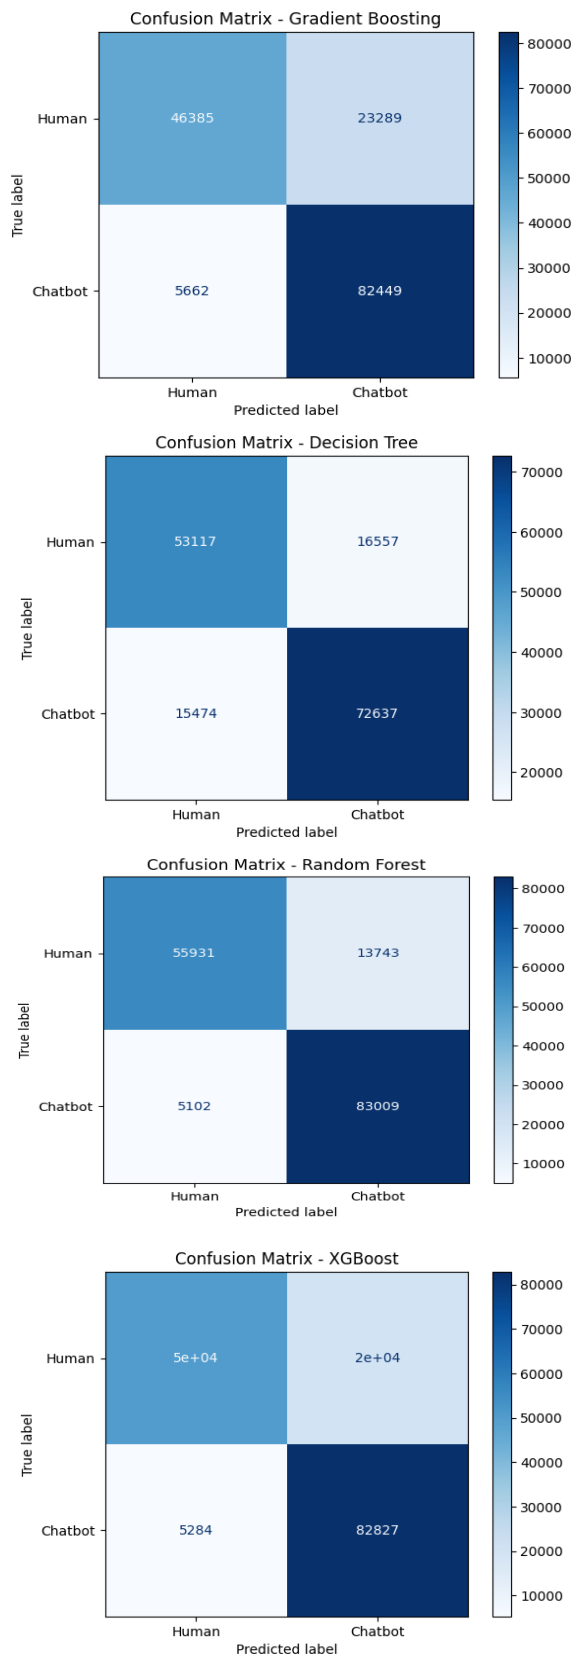 Confusion Matrix - Gradient Boosting
80000
Human 46385 23289
70000
60000
50000
True label
40000
30000
Chatbot 5662 82449
20000
10000
Human Chatbot
Predicted label
Confusion Matrix - Decision Tree
70000
Human 53117 16557
60000
50000
True label
40000
30000
Chatbot 15474 72637
20000
Human Chatbot
Predicted label
Confusion Matrix - Random Forest
80000
70000
Human 55931 13743
60000
50000
True label
40000
30000
Chatbot 5102 83009
20000
10000
Human Chatbot
Predicted label
Confusion Matrix - XGBoost
80000
70000
Human 5e+04 2e+04
60000
50000
True label
40000
30000
Chatbot 5284 82827
20000
10000
Human Chatbot
Predicted label